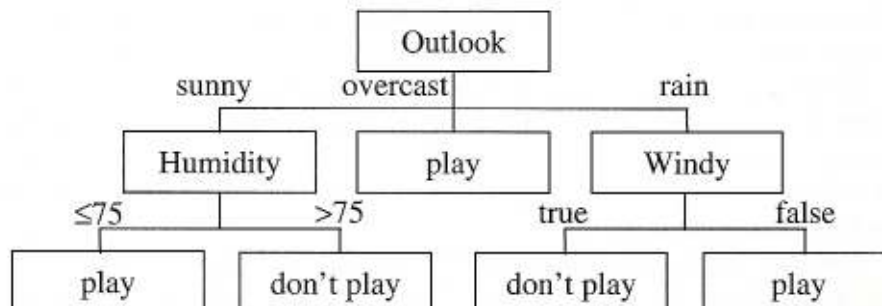 Outlook
sunny overcast rain
Humidity play Windy
≤75 >75 true false
play don't play don't play play